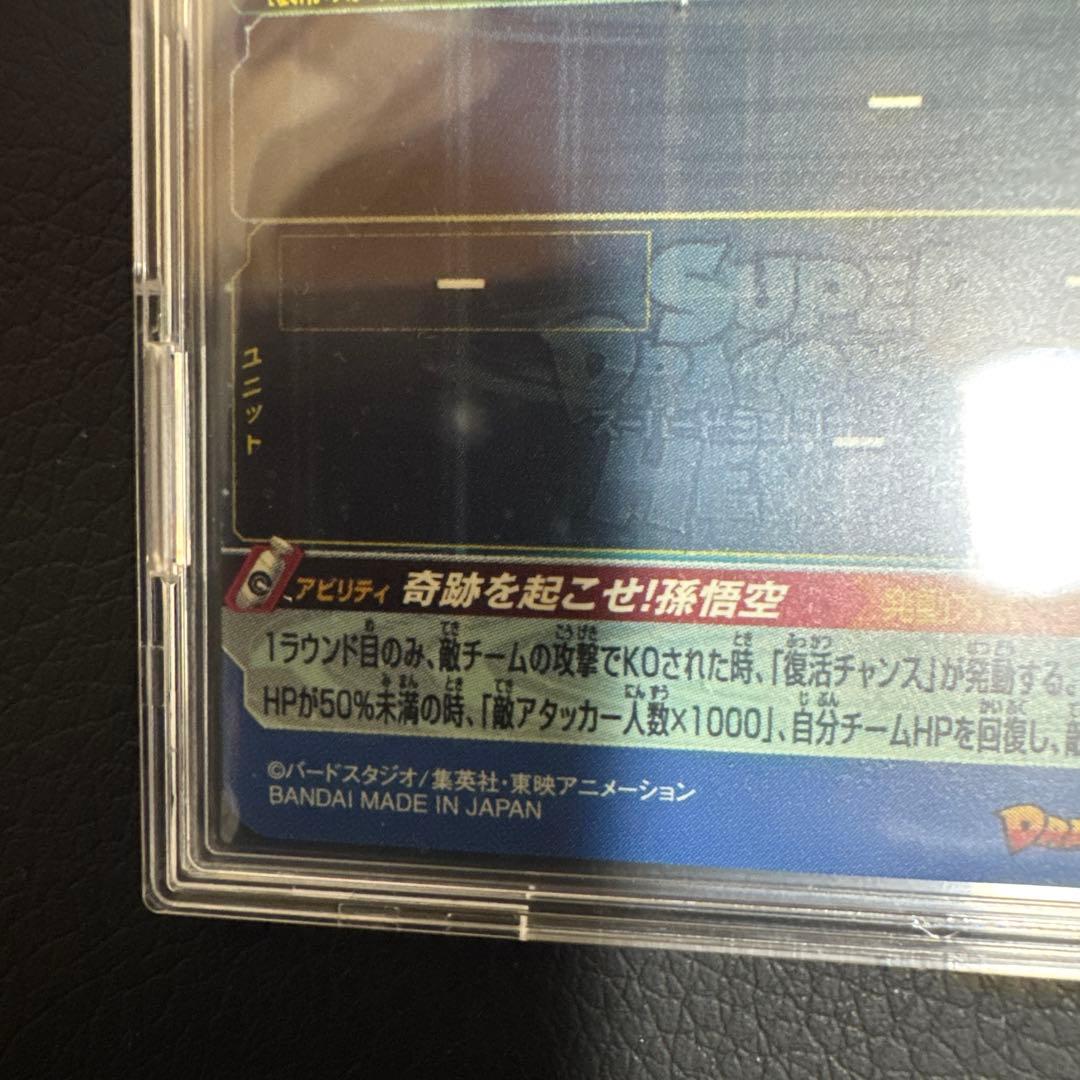 SUPE
ユニット
アビリティ 奇跡を起こせ!孫悟空
1ラウンド目のみ、敵チームの攻撃でKOされた時、「復活チャンス」が発動する。
HPが50%未満の時、「敵アタッカー人数×1000」、自分チームHPを回復し、敵
©バードスタジオ/集英社・東映アニメーション
BANDAI MADE IN JAPAN
DRA